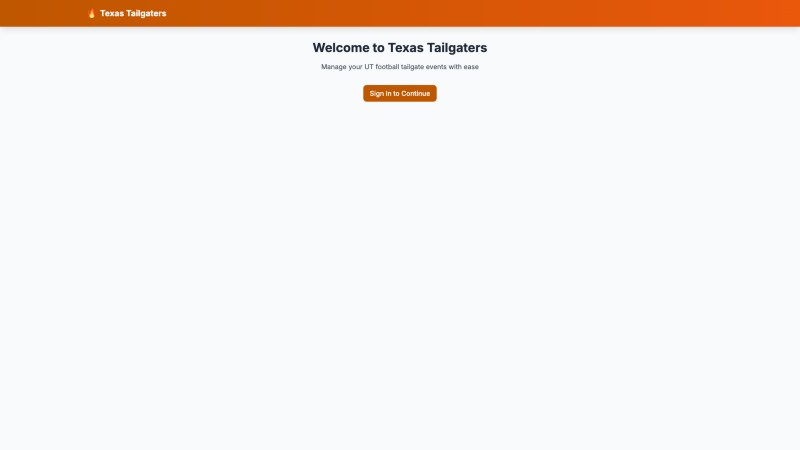 🔥 Texas Tailgaters
Welcome to Texas Tailgaters
Manage your UT football tailgate events with ease
Sign In to Continue